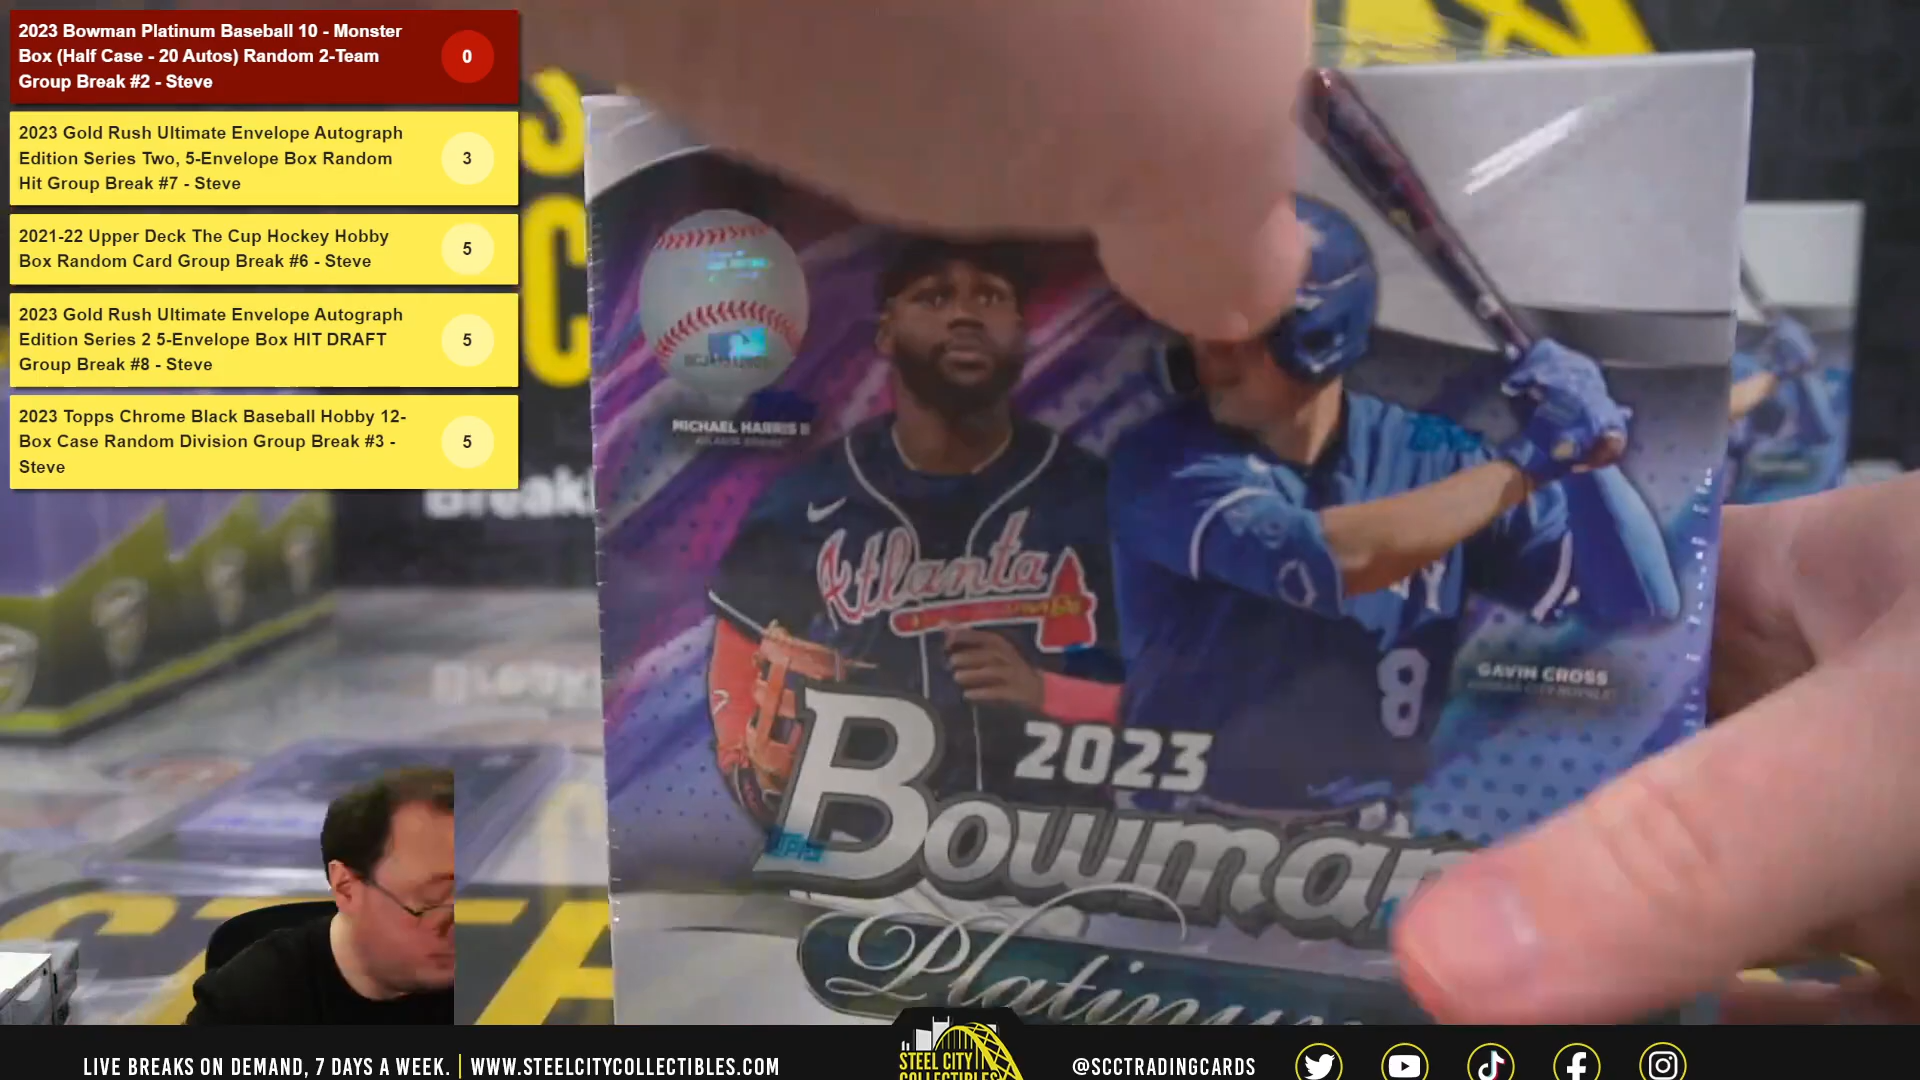 2023 Bowman Platinum Baseball 10 - Monster
Box (Half Case - 20 Autos) Random 2-Team
Group Break #2 - Steve
0
2023 Gold Rush Ultimate Envelope Autograph
Edition Series Two, 5-Envelope Box Random
Hit Group Break #7 - Steve
3
2021-22 Upper Deck The Cup Hockey Hobby
Box Random Card Group Break #6 - Steve
5
2023 Gold Rush Ultimate Envelope Autograph
Edition Series 2 5-Envelope Box HIT DRAFT
Group Break #8 - Steve
5
2023 Topps Chrome Black Baseball Hobby 12-
Box Case Random Division Group Break #3 -
Steve
5
MICHAEL HARRIS II
Atlanta
GAVIN CROSS
8
2023
Bowman
Platinum
LIVE BREAKS ON DEMAND, 7 DAYS A WEEK. | WWW.STEELCITYCOLLECTIBLES.COM
STEEL CITY
COLLECTIBLES
@SCCTRADINGCARDS